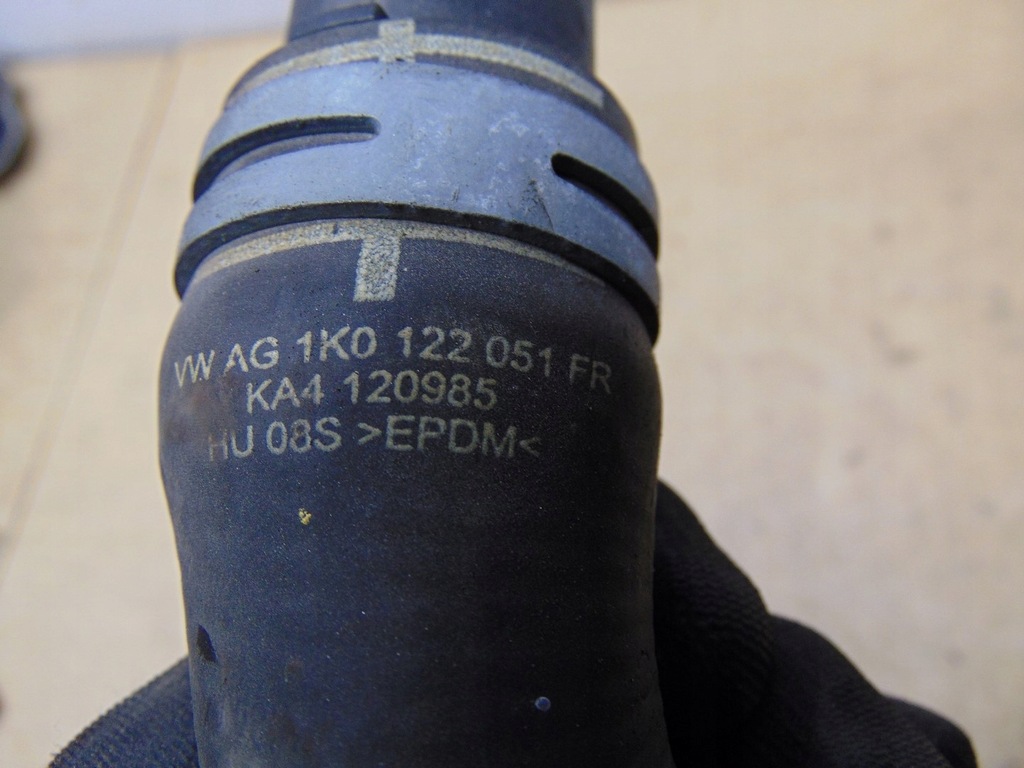 VW AG 1K0 122 051 FR
KA4 120985
HU 08S >EPDM<